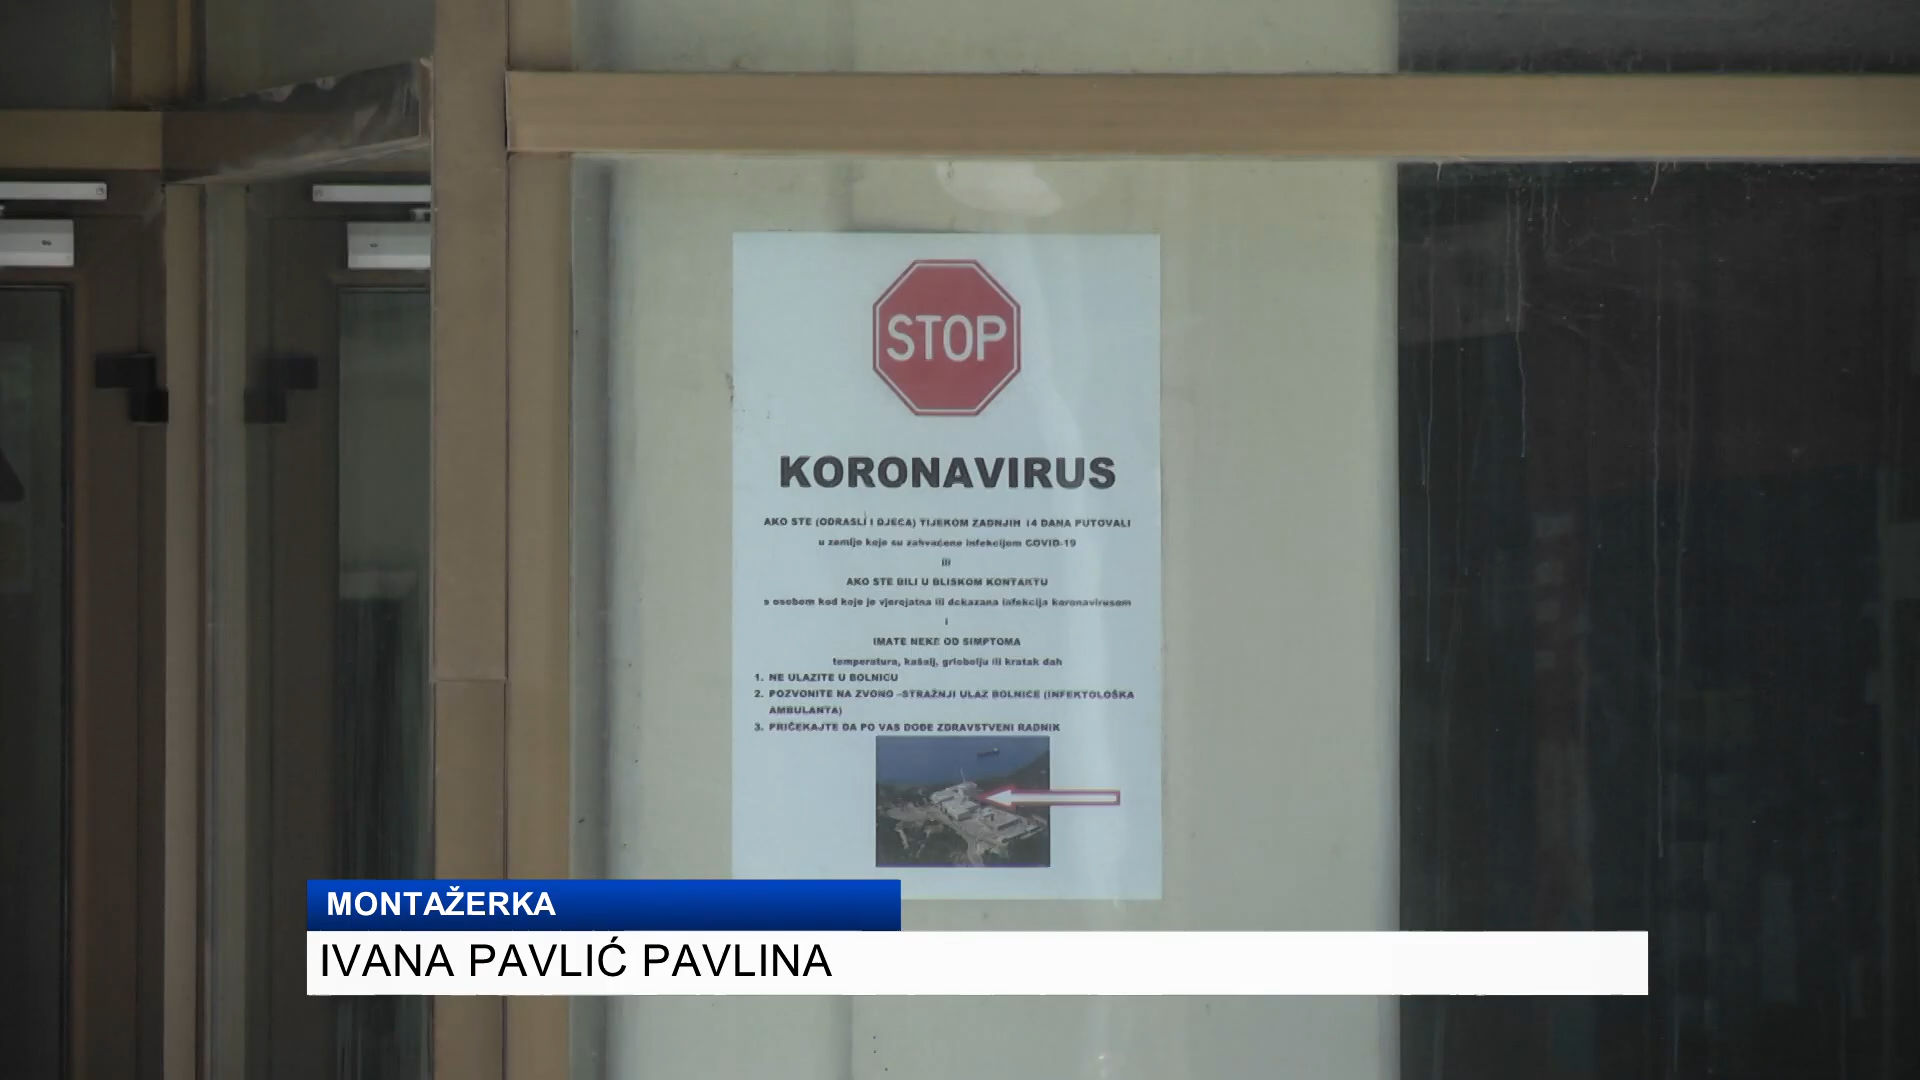 STOP
KORONAVIRUS
AKO STE (ODRASLI I DJECA) TIJEKOM ZADNJIH 14 DANA PUTOVALI
u zemlje koje su zahvaćene infekcijom COVID-19
ili
AKO STE BILI U BLISKOM KONTAKTU
s osobom kod koje je vjerojatna ili dokazana infekcija koronavirusom
i
IMATE NEKE OD SIMPTOMA
temperatura, kašalj, grlobolju ili kratak dah
1. NE ULAZITE U BOLNICU
2. POZVONITE NA ZVONO -STRAŽNJI ULAZ BOLNICE (INFEKTOLOŠKA
AMBULANTA)
3. PRIČEKAJTE DA PO VAS DOĐE ZDRAVSTVENI RADNIK
MONTAŽERKA
IVANA PAVLIĆ PAVLINA